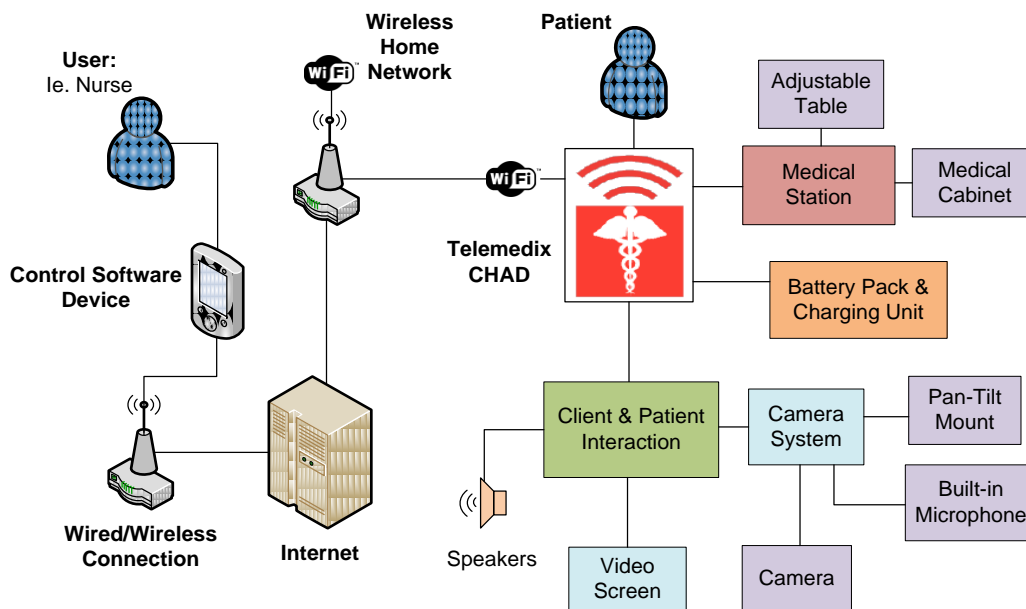 User:
Ie. Nurse
Wireless
Home
Network
WiFi™
Patient
Adjustable
Table
Medical
Station
Medical
Cabinet
WiFi™
Telemedix
CHAD
Control Software
Device
Battery Pack &
Charging Unit
Client & Patient
Interaction
Camera
System
Pan-Tilt
Mount
Built-in
Microphone
Wired/Wireless
Connection
Internet
Speakers
Video
Screen
Camera